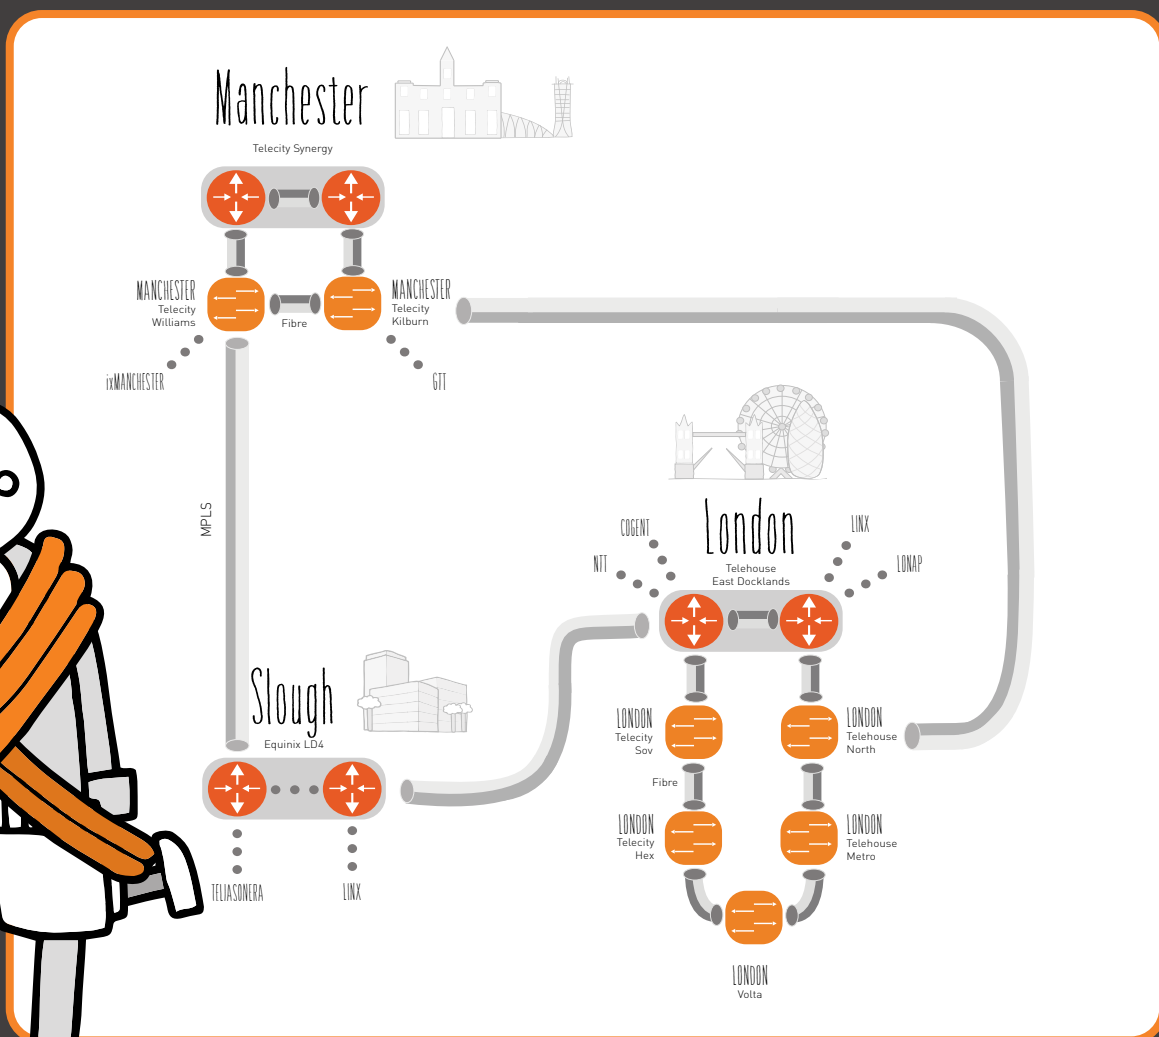 Manchester
Telecity Synergy
MANCHESTER
Telecity
Williams
Fibre
MANCHESTER
Telecity
Kilburn
ixMANCHESTER
GTT
MPLS
COGENT
NTT
London
Telehouse
East Docklands
LINX
LONAP
Slough
Equinix LD4
TELIASONERA
LINX
LONDON
Telecity
Sov
LONDON
Telehouse
North
Fibre
LONDON
Telecity
Hex
LONDON
Telehouse
Metro
LONDON
Volta